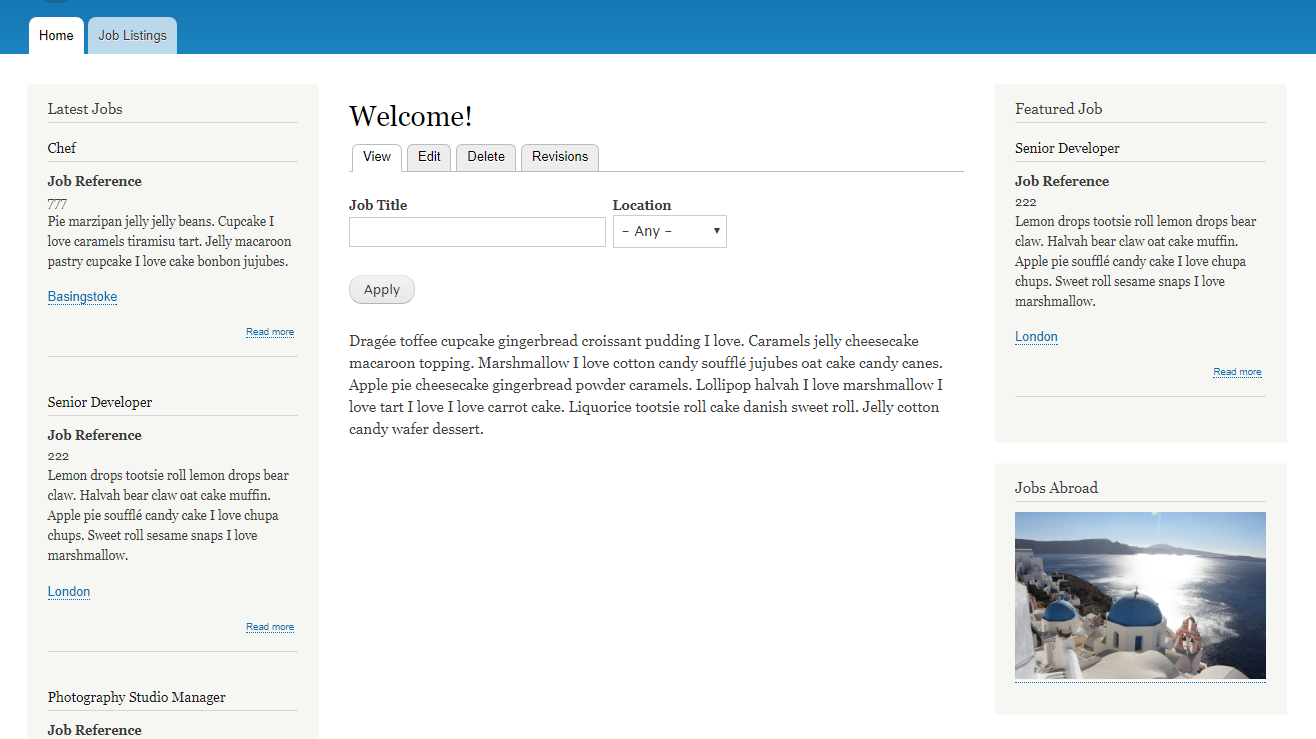 Home
Job Listings
Latest Jobs
Chef
Job Reference
777
Pie marzipan jelly jelly beans. Cupcake I
love caramels tiramisu tart. Jelly macaroon
pastry cupcake I love cake bonbon jujubes.
Basingstoke
Read more
Senior Developer
Job Reference
222
Lemon drops tootsie roll lemon drops bear
claw. Halvah bear claw oat cake muffin.
Apple pie soufflé candy cake I love chupa
chups. Sweet roll sesame snaps I love
marshmallow.
London
Read more
Photography Studio Manager
Job Reference
Welcome!
View
Edit
Delete
Revisions
Job Title
Location
- Any -
Apply
Dragée toffee cupcake gingerbread croissant pudding I love. Caramels jelly cheesecake
macaroon topping. Marshmallow I love cotton candy soufflé jujubes oat cake candy canes.
Apple pie cheesecake gingerbread powder caramels. Lollipop halvah I love marshmallow I
love tart I love I love carrot cake. Liquorice tootsie roll cake danish sweet roll. Jelly cotton
candy wafer dessert.
Featured Job
Senior Developer
Job Reference
222
Lemon drops tootsie roll lemon drops bear
claw. Halvah bear claw oat cake muffin.
Apple pie soufflé candy cake I love chupa
chups. Sweet roll sesame snaps I love
marshmallow.
London
Read more
Jobs Abroad